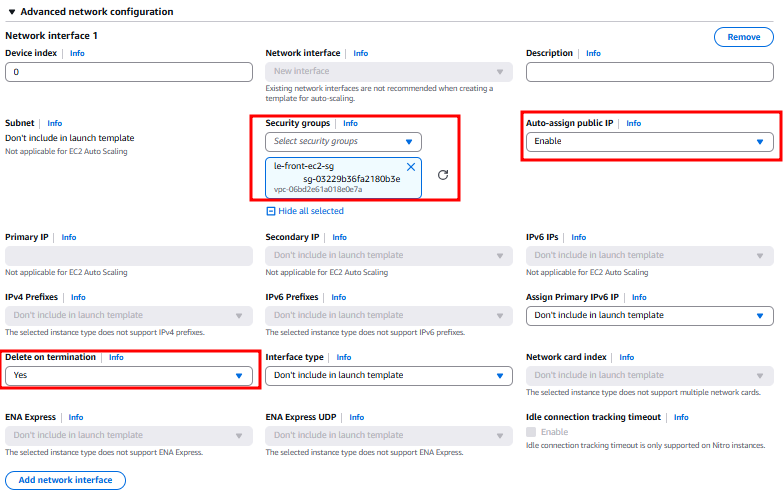 ▼ Advanced network configuration
Network interface 1
Remove
Device index | Info
0
Network interface | Info
New interface
Existing network interfaces are not recommended when creating a
template for auto-scaling.
Description | Info
Subnet | Info
Don't include in launch template
Not applicable for EC2 Auto Scaling
Security groups | Info
Select security groups
le-front-ec2-sg
sg-03229b36fa2180b3e
vpc-06bd2e61a018e0e7a
Hide all selected
Auto-assign public IP | Info
Enable
Primary IP | Info
Not applicable for EC2 Auto Scaling
Secondary IP | Info
Don't include in launch template
Not applicable for EC2 Auto Scaling
IPv6 IPs | Info
Don't include in launch template
Not applicable for EC2 Auto Scaling
IPv4 Prefixes | Info
Don't include in launch template
The selected instance type does not support IPv4 prefixes.
IPv6 Prefixes | Info
Don't include in launch template
The selected instance type does not support IPv6 prefixes.
Assign Primary IPv6 IP | Info
Don't include in launch template
Delete on termination | Info
Yes
Interface type | Info
Don't include in launch template
Network card index | Info
Don't include in launch template
The selected instance type does not support multiple network cards.
ENA Express | Info
Don't include in launch template
The selected instance type does not support ENA Express.
ENA Express UDP | Info
Don't include in launch template
The selected instance type does not support ENA Express.
Idle connection tracking timeout | Info
Enable
Idle connection tracking timeout is only supported on Nitro instances.
Add network interface